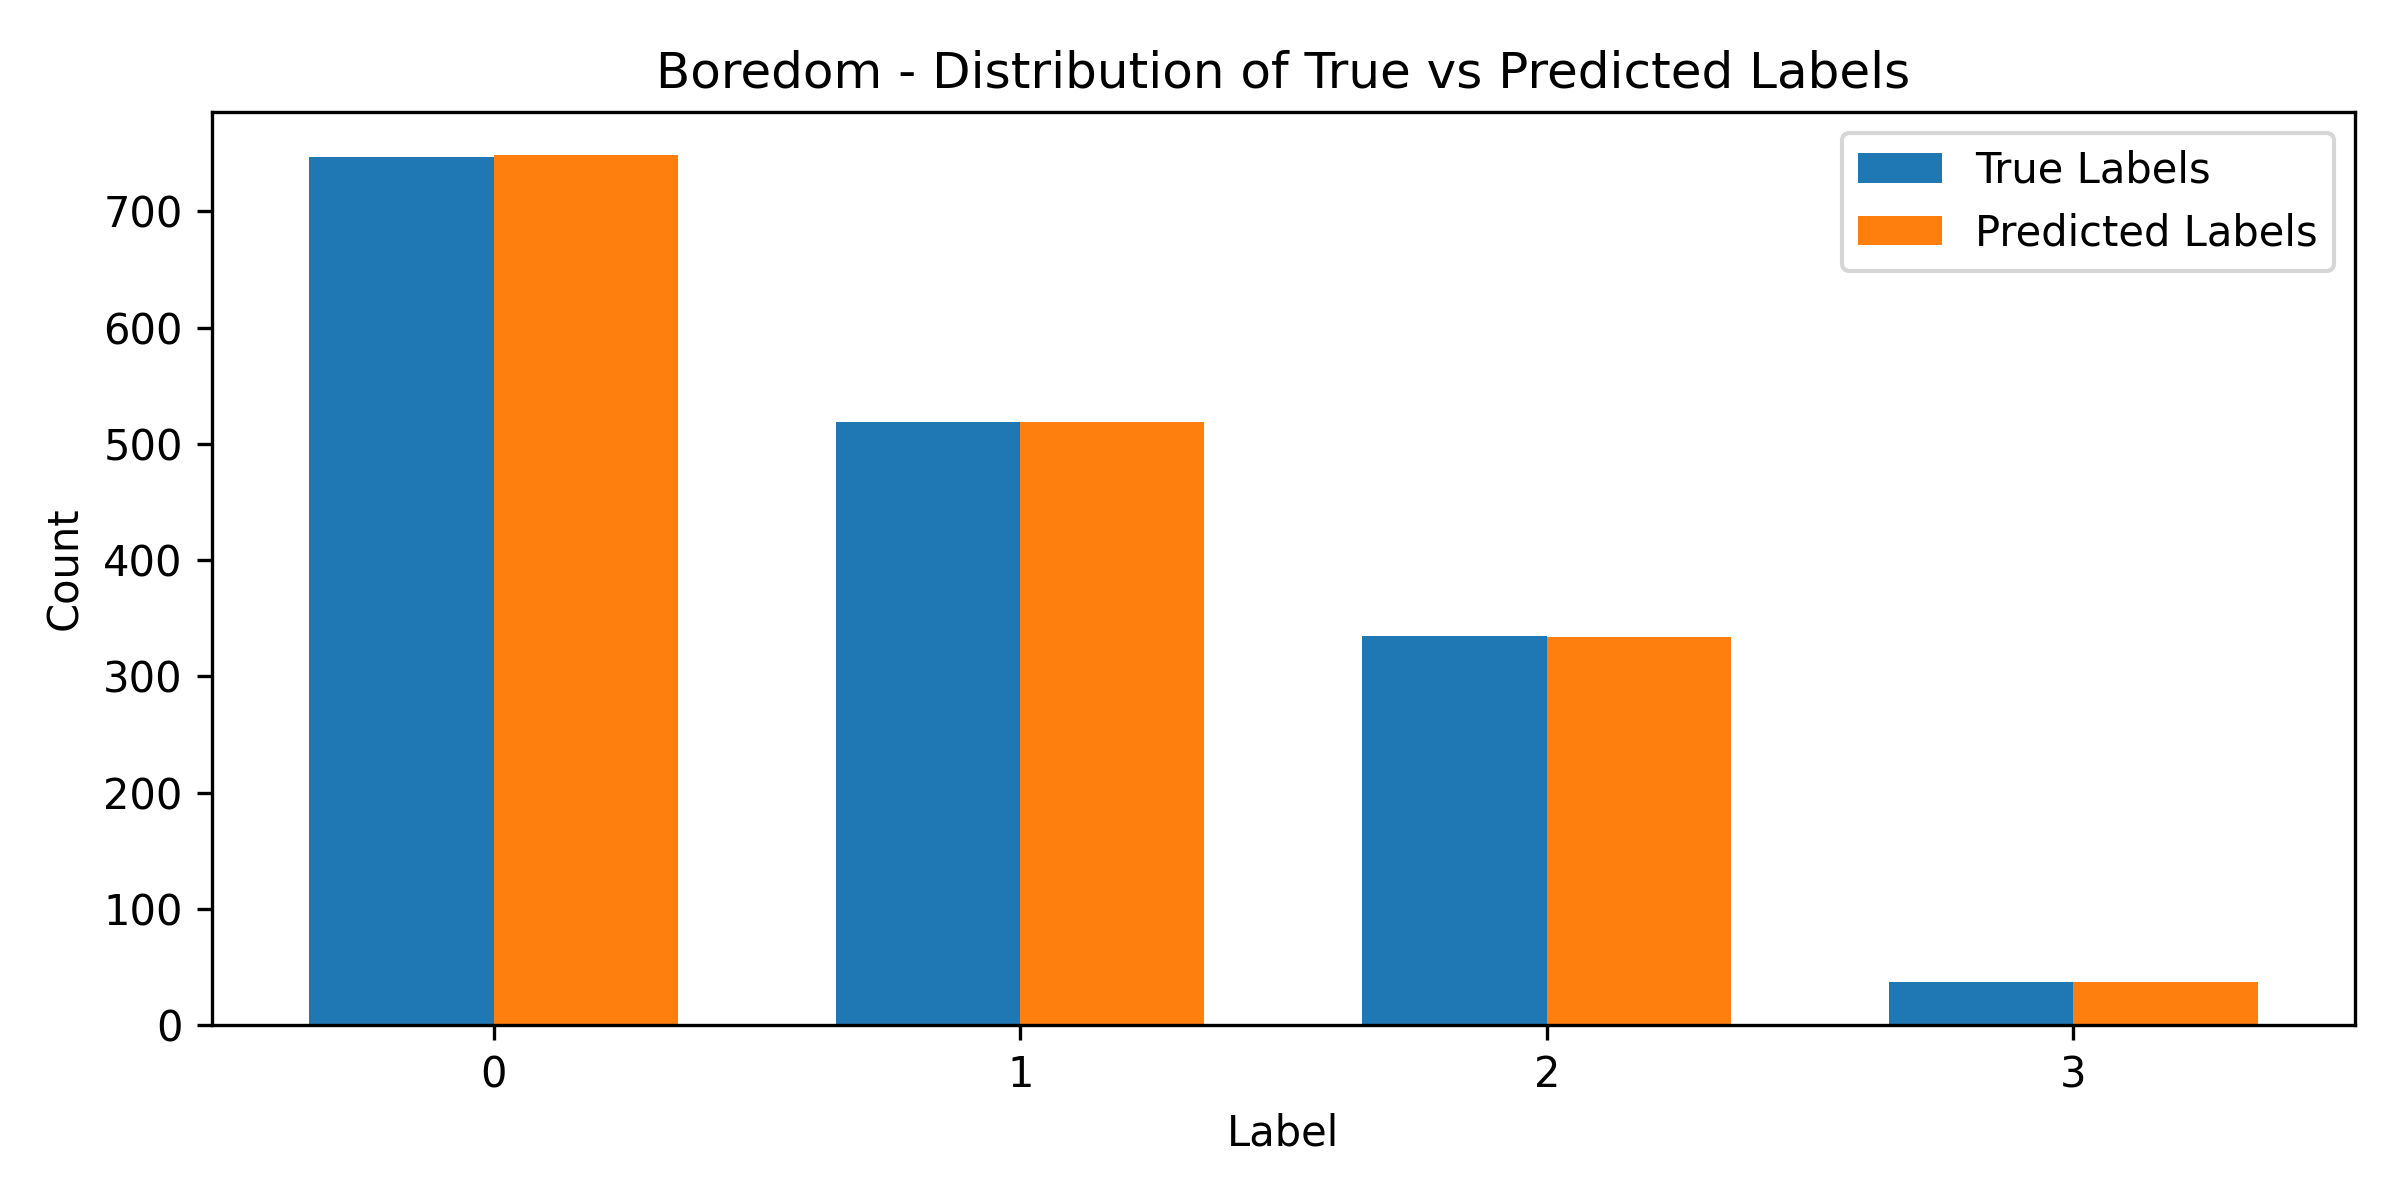 Boredom - Distribution of True vs Predicted Labels
True Labels
Predicted Labels
Count
700
600
500
400
300
200
100
0
0 1 2 3
Label